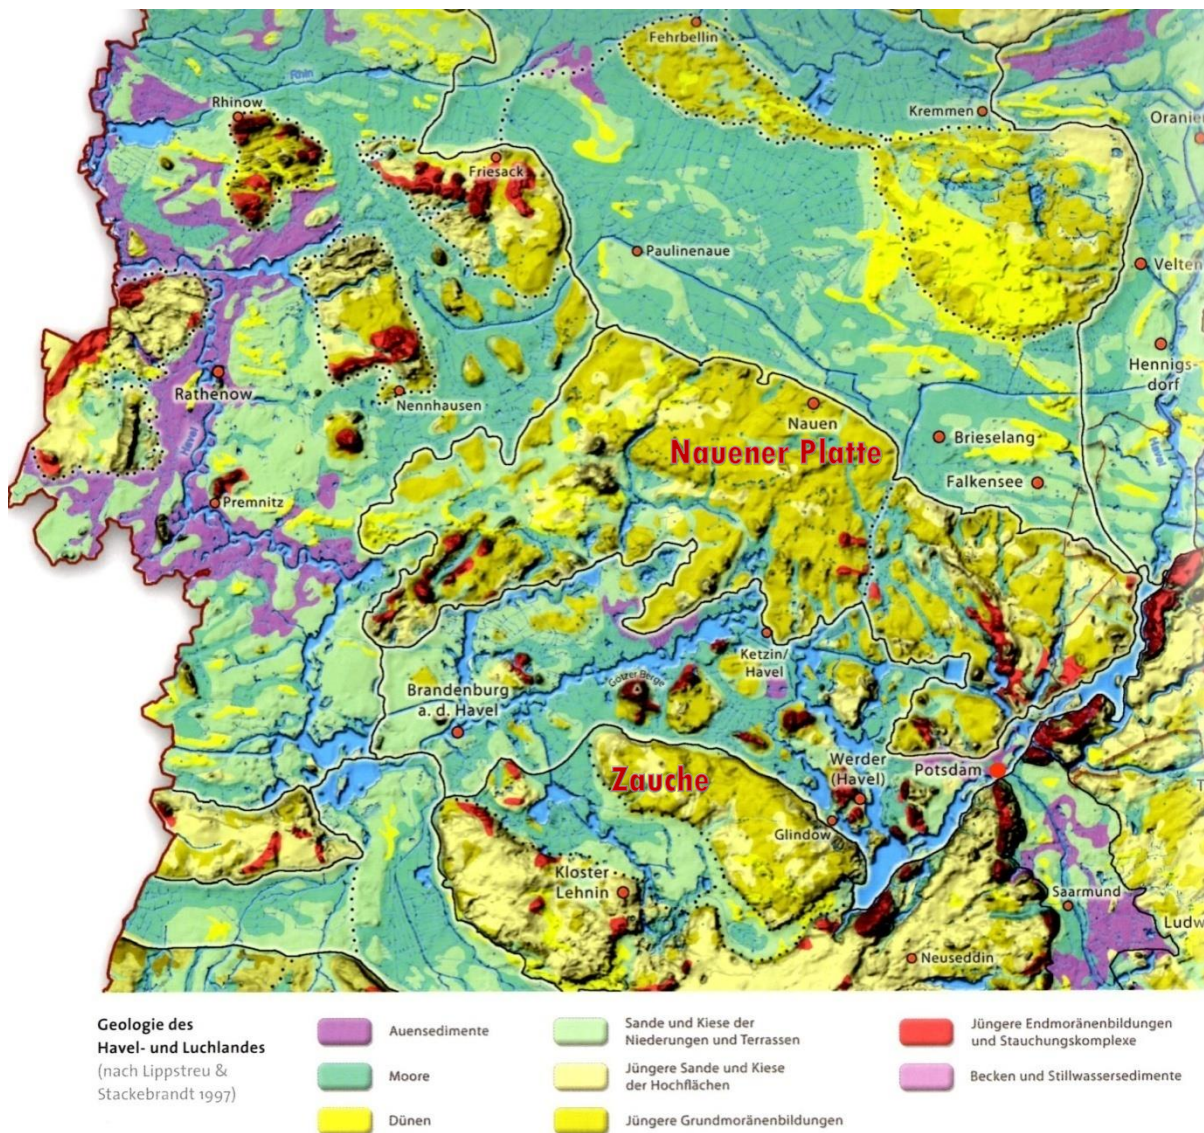 Fehrbellin
Rhin
Rhinow
Kremmen
Oranier
Friesack
Paulinenaue
Velten
Rathenow
Nennhausen
Hennigs-
dorf
Nauen
Havel
Havel
Brieselang
Nauener Platte
Falkensee
Premnitz
Ketzin/
Havel
Götzer Berge
Brandenburg
a. d. Havel
Werder
(Havel)
Potsdam
Zauche
Glindow
Kloster
Lehnin
Saarmund
Ludw
Neuseddin
Geologie des
Havel- und Luchlandes
(nach Lippstreu &
Stackebrandt 1997)
Auensedimente
Moore
Dünen
Sande und Kiese der
Niederungen und Terrassen
Jüngere Sande und Kiese
der Hochflächen
Jüngere Grundmoränenbildungen
Jüngere Endmoränenbildungen
und Stauchungskomplexe
Becken und Stillwassersedimente